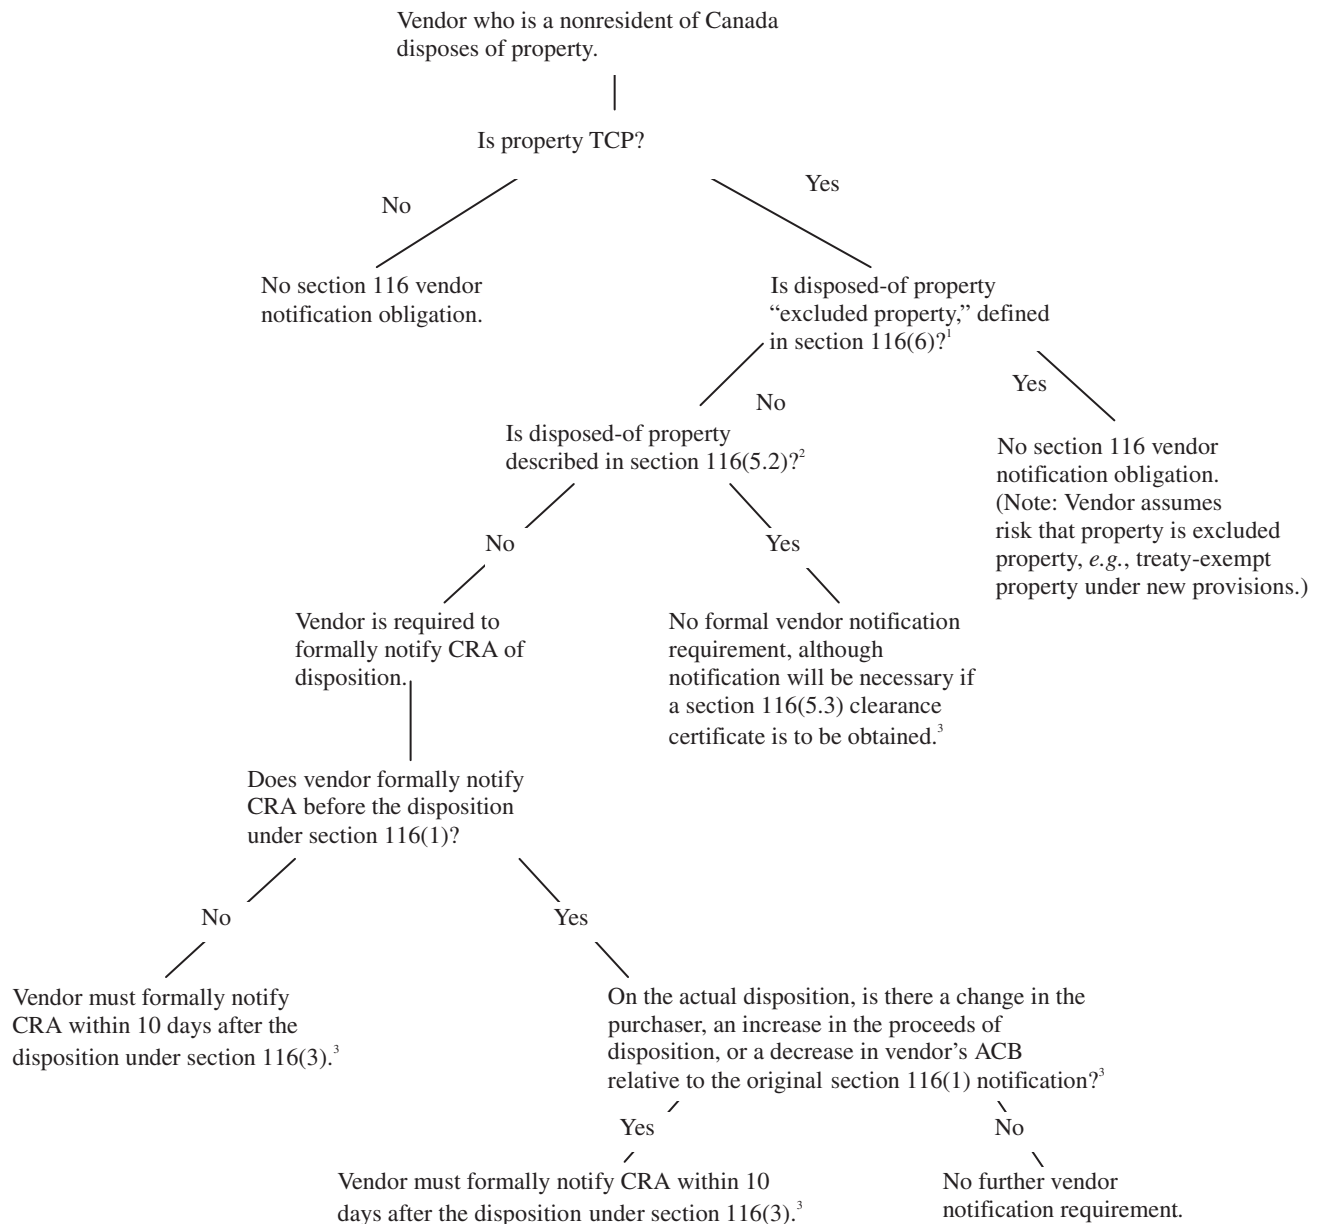 Vendor who is a nonresident of Canada
disposes of property.
Is property TCP?
No
Yes
No section 116 vendor
notification obligation.
Is disposed-of property
“excluded property,” defined
in section 116(6)?¹
No
Yes
Is disposed-of property
described in section 116(5.2)?²
No section 116 vendor
notification obligation.
(Note: Vendor assumes
risk that property is excluded
property, e.g., treaty-exempt
property under new provisions.)
No
Yes
Vendor is required to
formally notify CRA of
disposition.
No formal vendor notification
requirement, although
notification will be necessary if
a section 116(5.3) clearance
certificate is to be obtained.³
Does vendor formally notify
CRA before the disposition
under section 116(1)?
No
Yes
Vendor must formally notify
CRA within 10 days after the
disposition under section 116(3).³
On the actual disposition, is there a change in the
purchaser, an increase in the proceeds of
disposition, or a decrease in vendor’s ACB
relative to the original section 116(1) notification?³
Yes
No
Vendor must formally notify CRA within 10
days after the disposition under section 116(3).³
No further vendor
notification requirement.